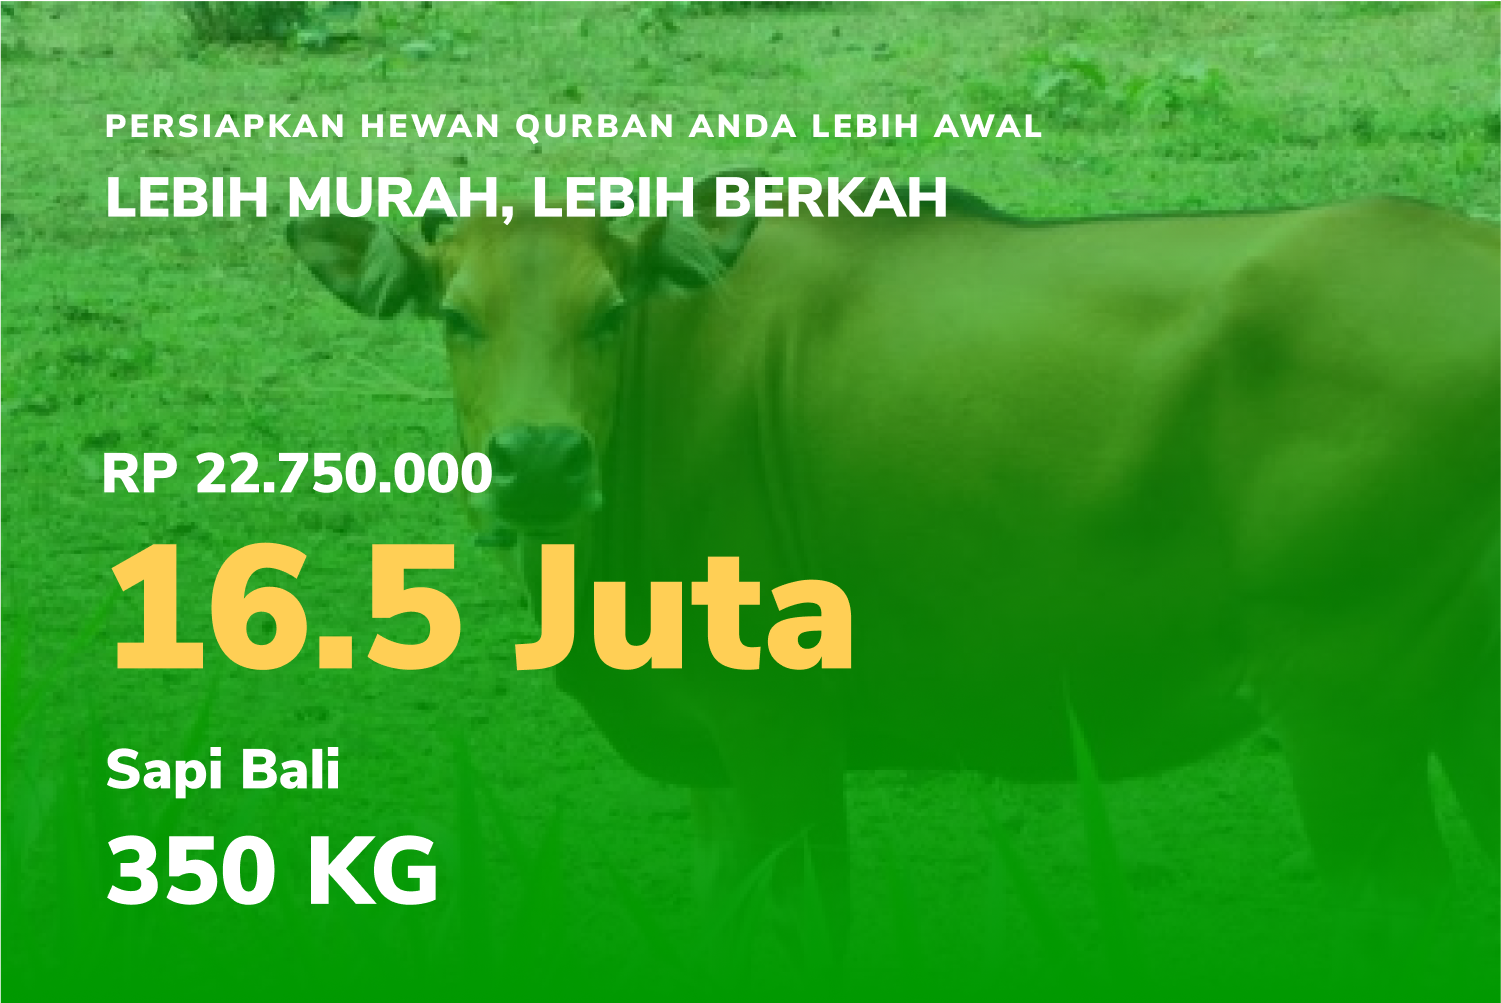 PERSIAPKAN HEWAN QURBAN ANDA LEBIH AWAL
LEBIH MURAH, LEBIH BERKAH
RP 22.750.000
16.5 Juta
Sapi Bali
350 KG